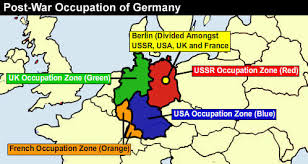 Post-War Occupation of Germany
Berlin (Divided Amongst
USSR, USA, UK and France
UK Occupation Zone (Green)
USSR Occupation Zone (Red)
USA Occupation Zone (Blue)
French Occupation Zone (Orange)